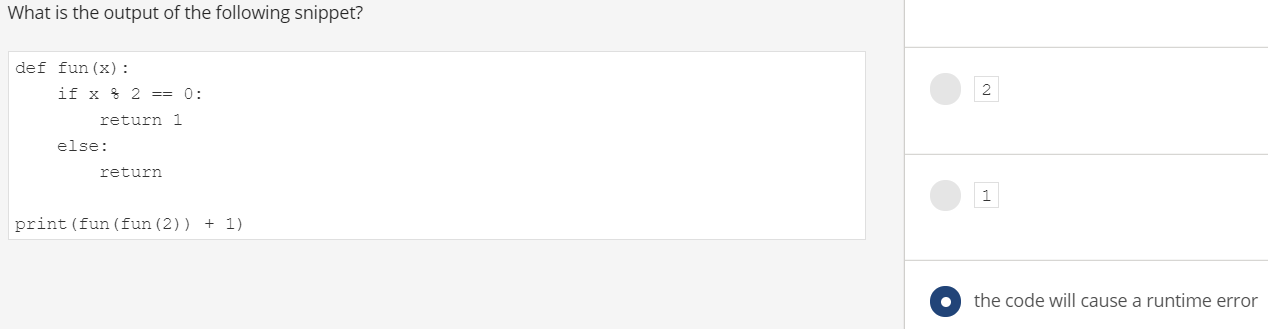 What is the output of the following snippet?
def fun(x):
    if x % 2 == 0:
        return 1
    else:
        return
print(fun(fun(2)) + 1)
2
1
the code will cause a runtime error